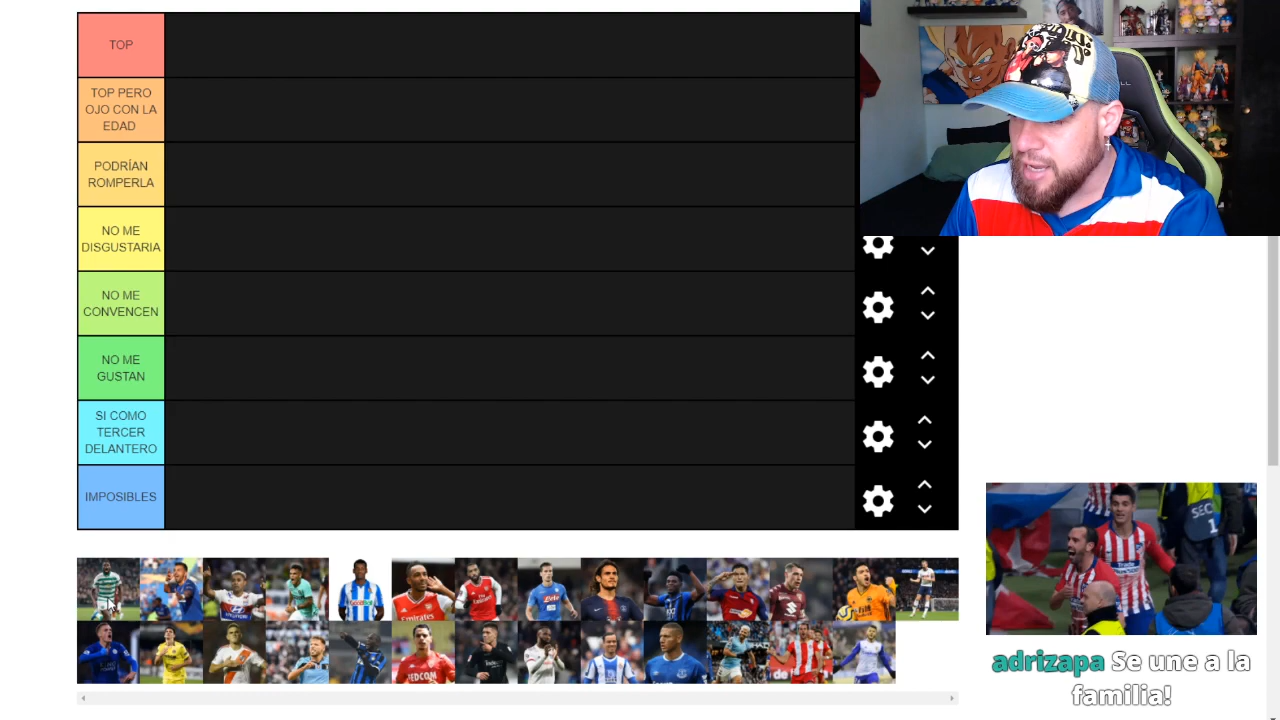 TOP
TOP PERO
OJO CON LA
EDAD
PODRÍAN
ROMPERLA
NO ME
DISGUSTARIA
NO ME
CONVENCEN
NO ME
GUSTAN
SI COMO
TERCER
DELANTERO
IMPOSIBLES
adrizapa Se une a la
familia!